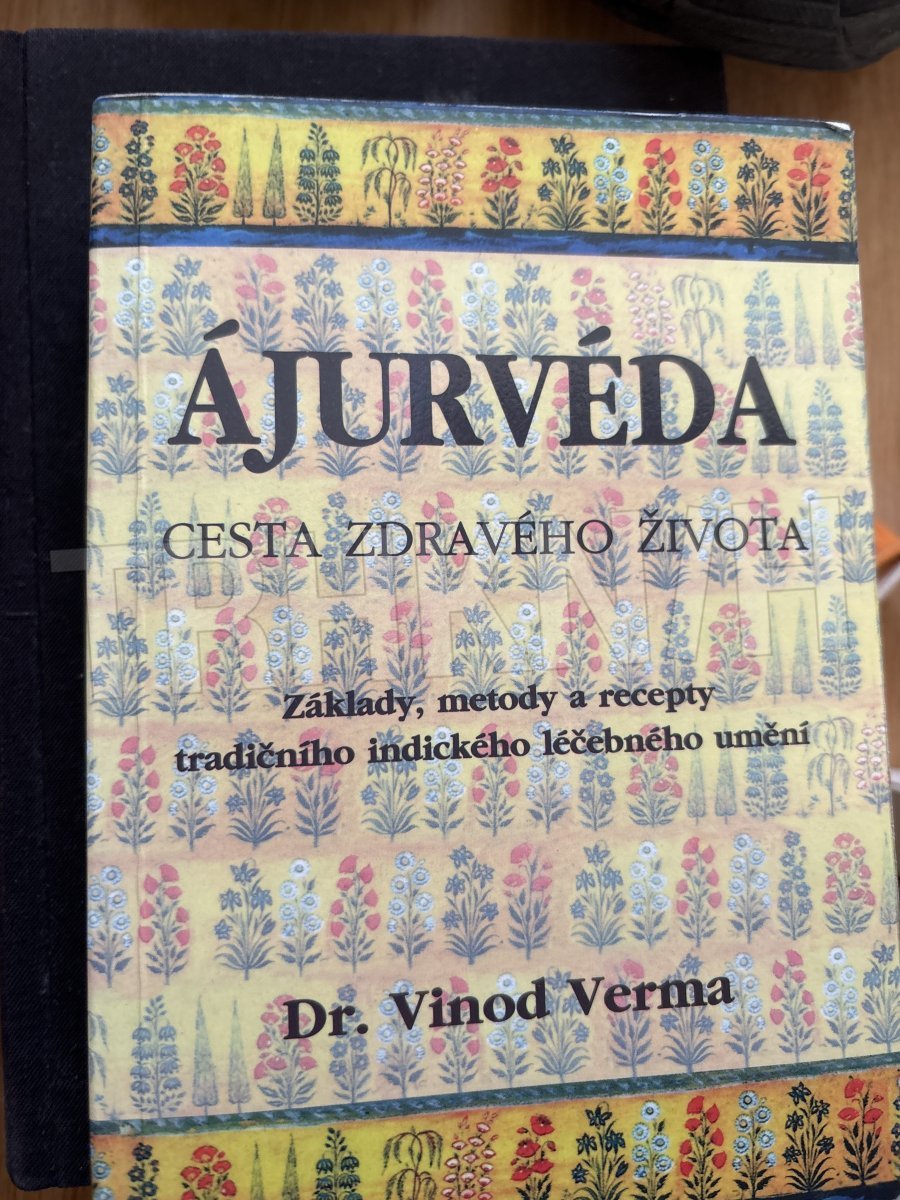 ÁJURVÉDA
CESTA ZDRAVÉHO ŽIVOTA
Základy, metody a recepty
tradičního indického léčebného umění
Dr. Vinod Verma